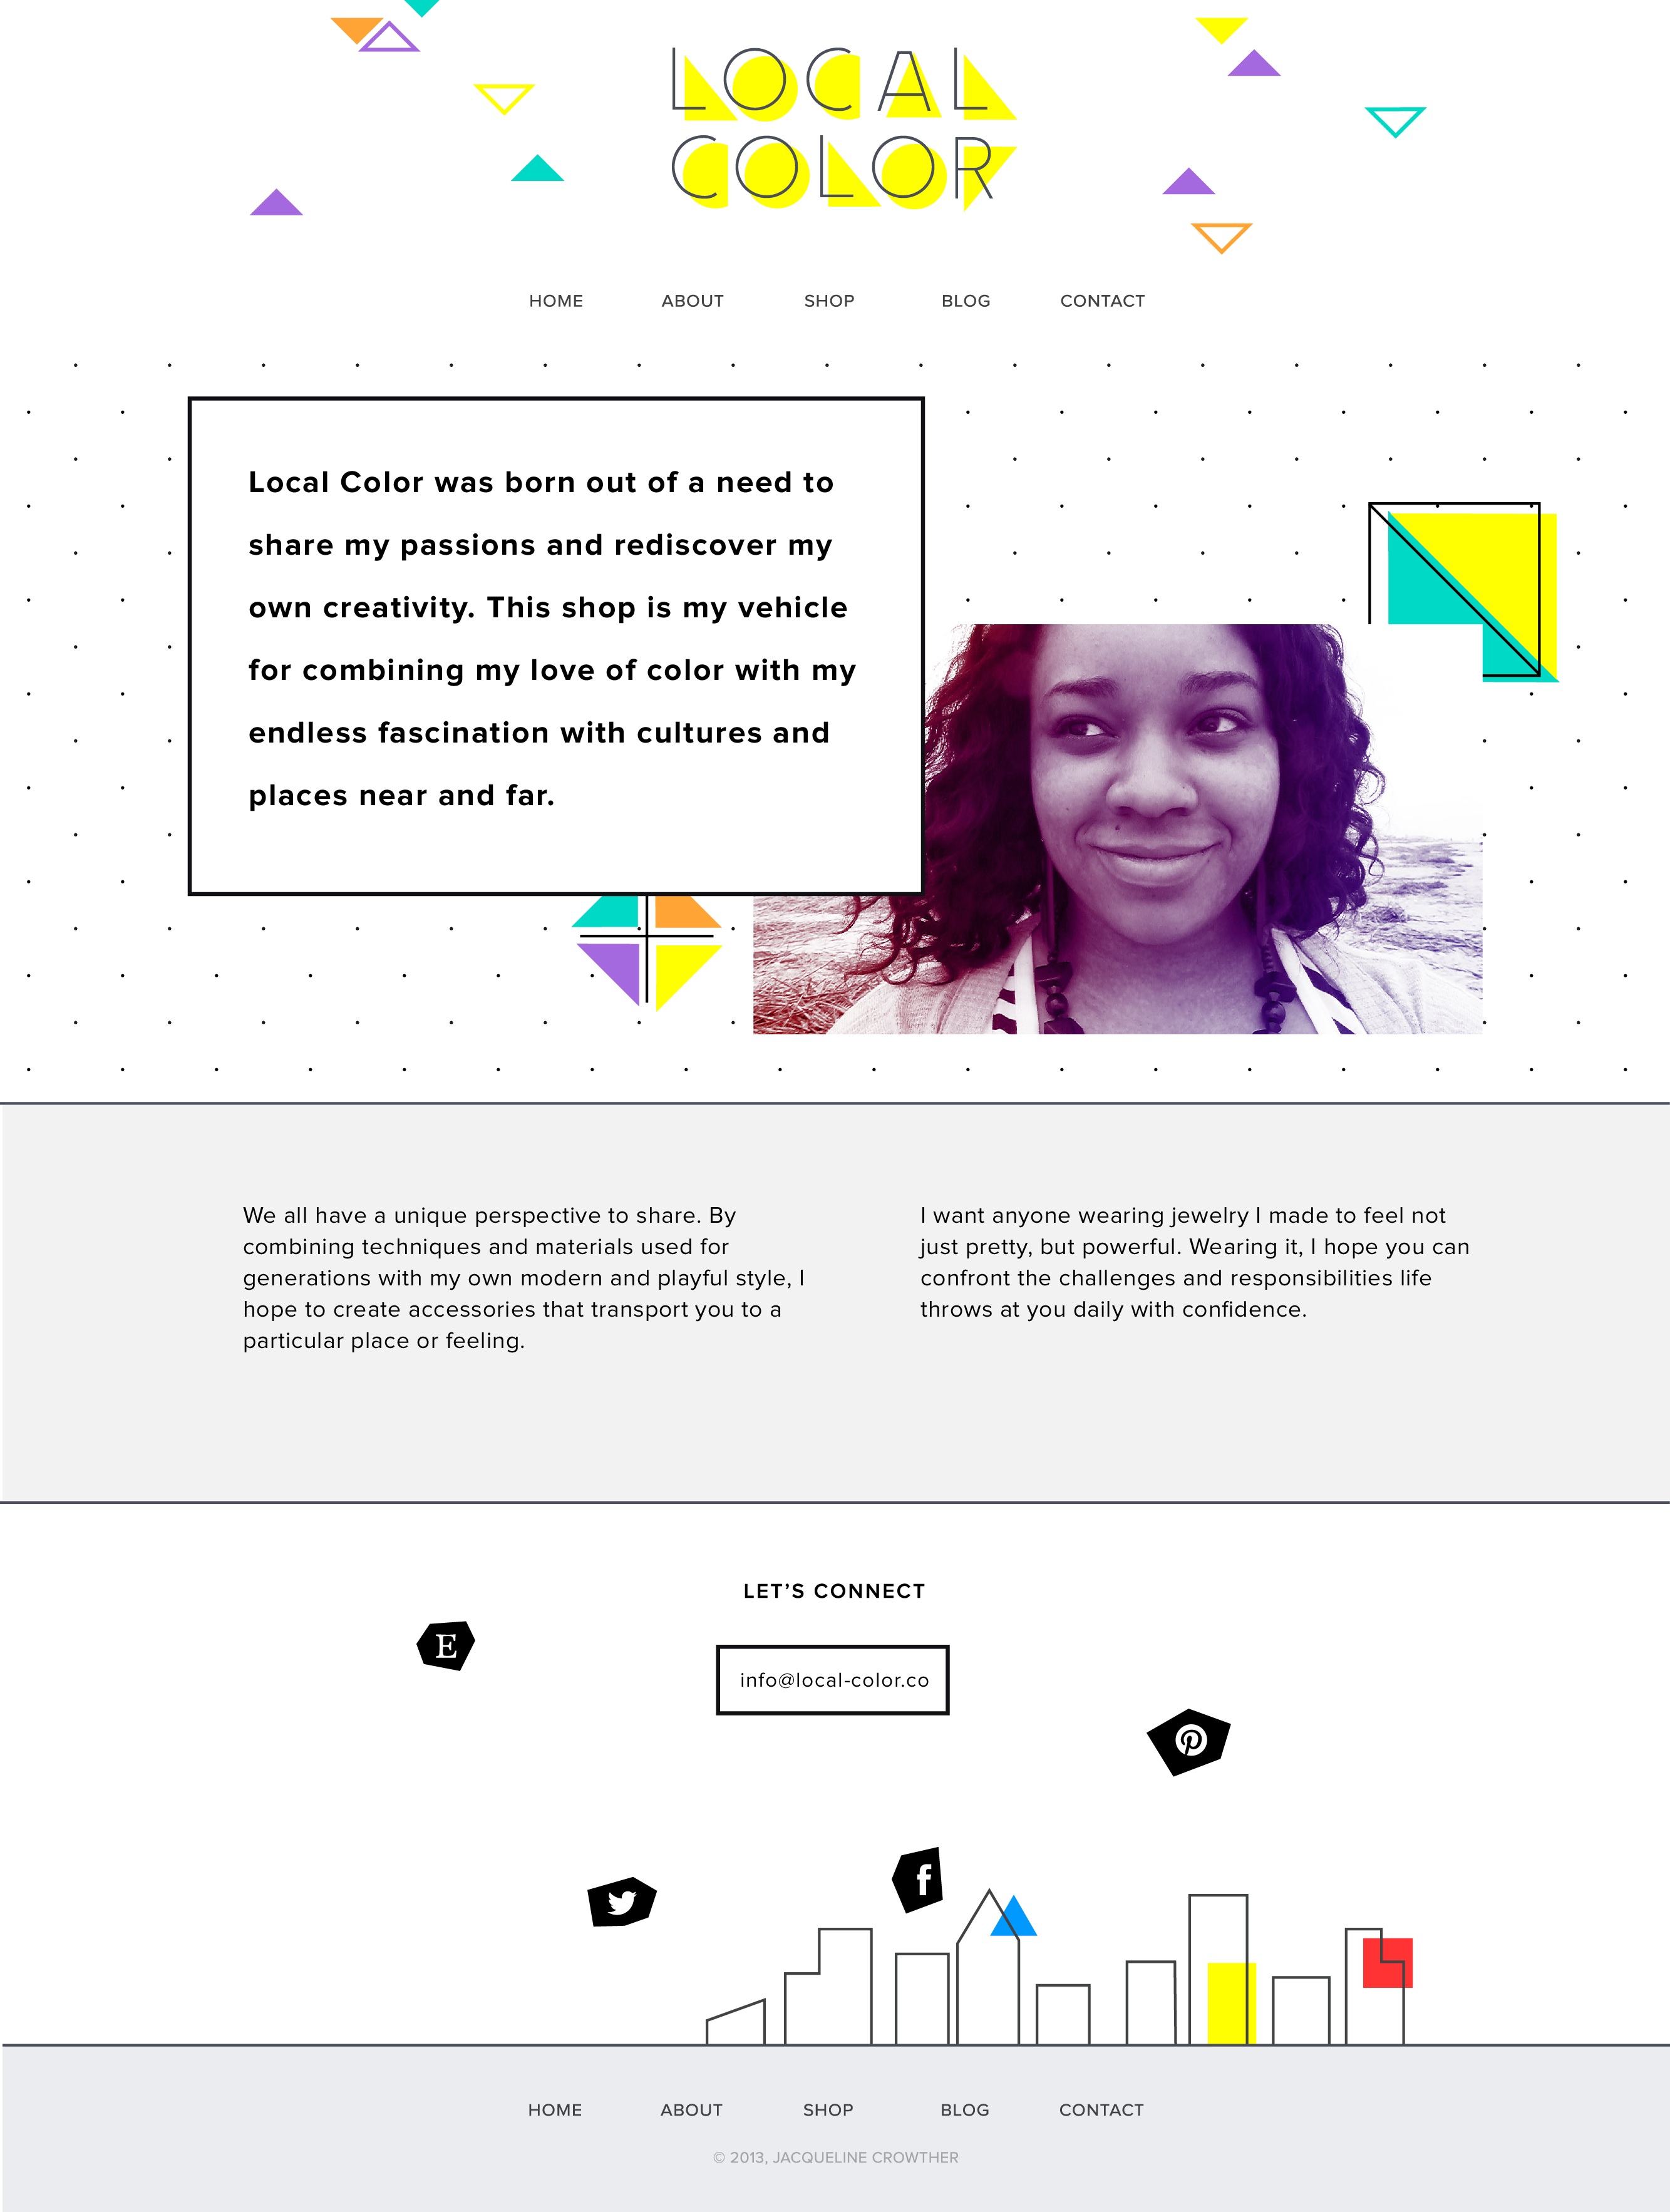 LOCAL
COLOR
HOME ABOUT SHOP BLOG CONTACT
Local Color was born out of a need to
share my passions and rediscover my
own creativity. This shop is my vehicle
for combining my love of color with my
endless fascination with cultures and
places near and far.
We all have a unique perspective to share. By
combining techniques and materials used for
generations with my own modern and playful style, I
hope to create accessories that transport you to a
particular place or feeling.
I want anyone wearing jewelry I made to feel not
just pretty, but powerful. Wearing it, I hope you can
confront the challenges and responsibilities life
throws at you daily with confidence.
LET’S CONNECT
E
info@local-color.co
f
HOME ABOUT SHOP BLOG CONTACT
© 2013, JACQUELINE CROWTHER